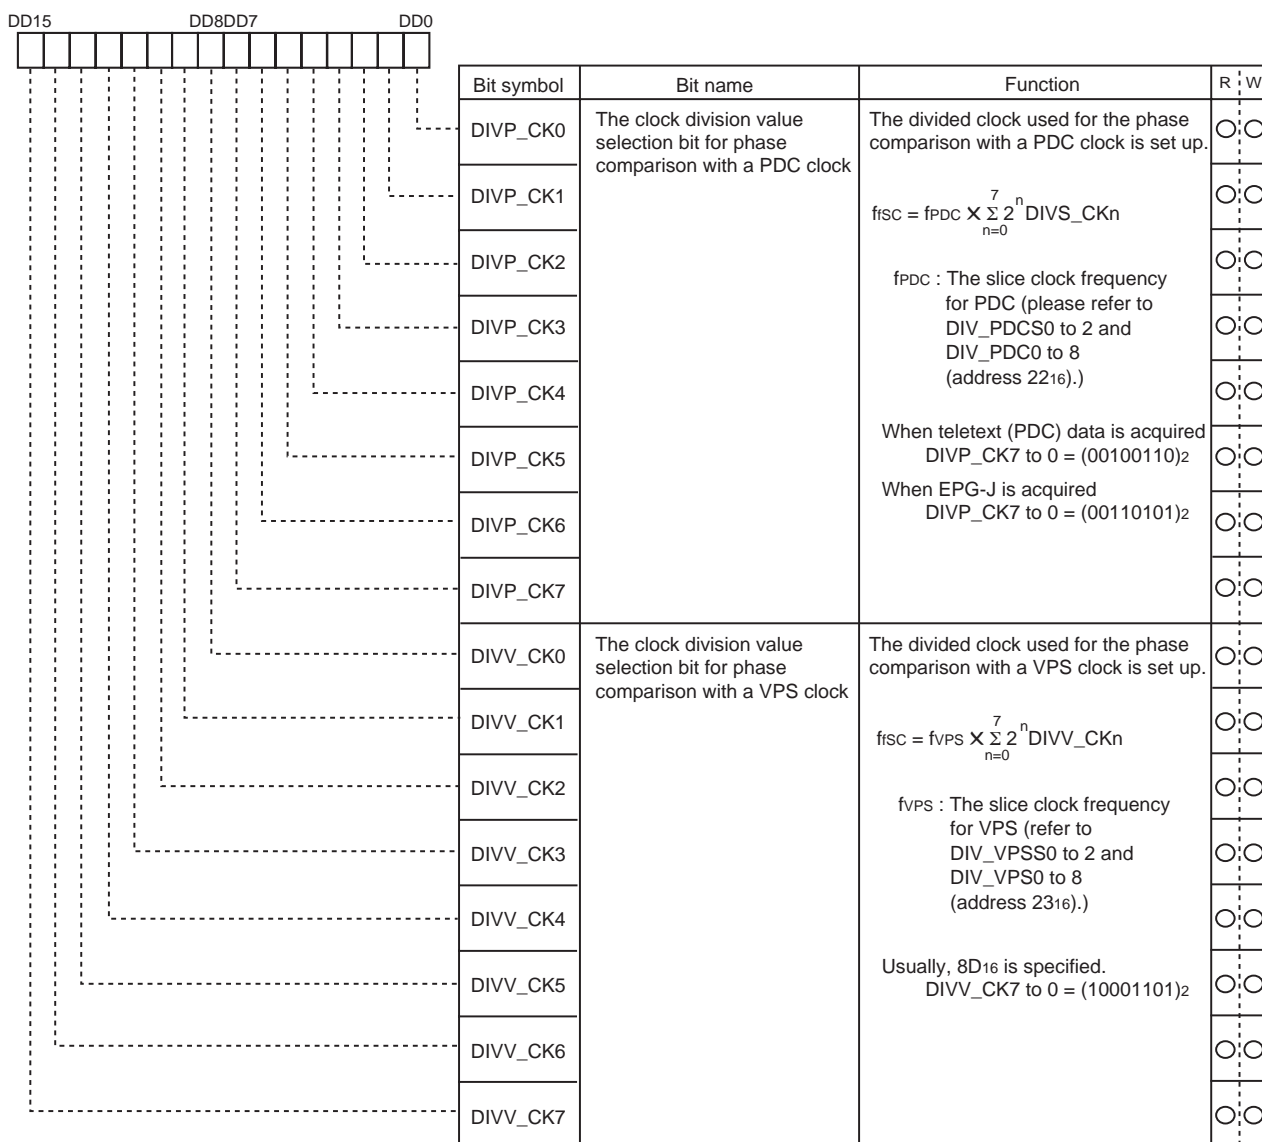 DD15 DD8DD7 DD0
Bit symbol Bit name Function R W
DIVP_CK0
The clock division value
selection bit for phase
comparison with a PDC clock
The divided clock used for the phase
comparison with a PDC clock is set up.
DIVP_CK1
ffSC = fPDC × Σ 2^n DIVS_CKn
7
n=0
DIVP_CK2
fPDC : The slice clock frequency
for PDC (please refer to
DIVP_CK3
DIV_PDCS0 to 2 and
DIV_PDC0 to 8
(address 2216).)
DIVP_CK4
When teletext (PDC) data is acquired
DIVP_CK5
DIVP_CK7 to 0 = (00100110)2
When EPG-J is acquired
DIVP_CK7 to 0 = (00110101)2
DIVP_CK6
DIVP_CK7
DIVV_CK0
The clock division value
selection bit for phase
comparison with a VPS clock
The divided clock used for the phase
comparison with a VPS clock is set up.
DIVV_CK1
ffSC = fVPS × Σ 2^n DIVV_CKn
7
n=0
DIVV_CK2
fVPS : The slice clock frequency
for VPS (refer to
DIVV_CK3
DIV_VPSS0 to 2 and
DIV_VPS0 to 8
(address 2316).)
DIVV_CK4
Usually, 8D16 is specified.
DIVV_CK5
DIVV_CK7 to 0 = (10001101)2
DIVV_CK6
DIVV_CK7